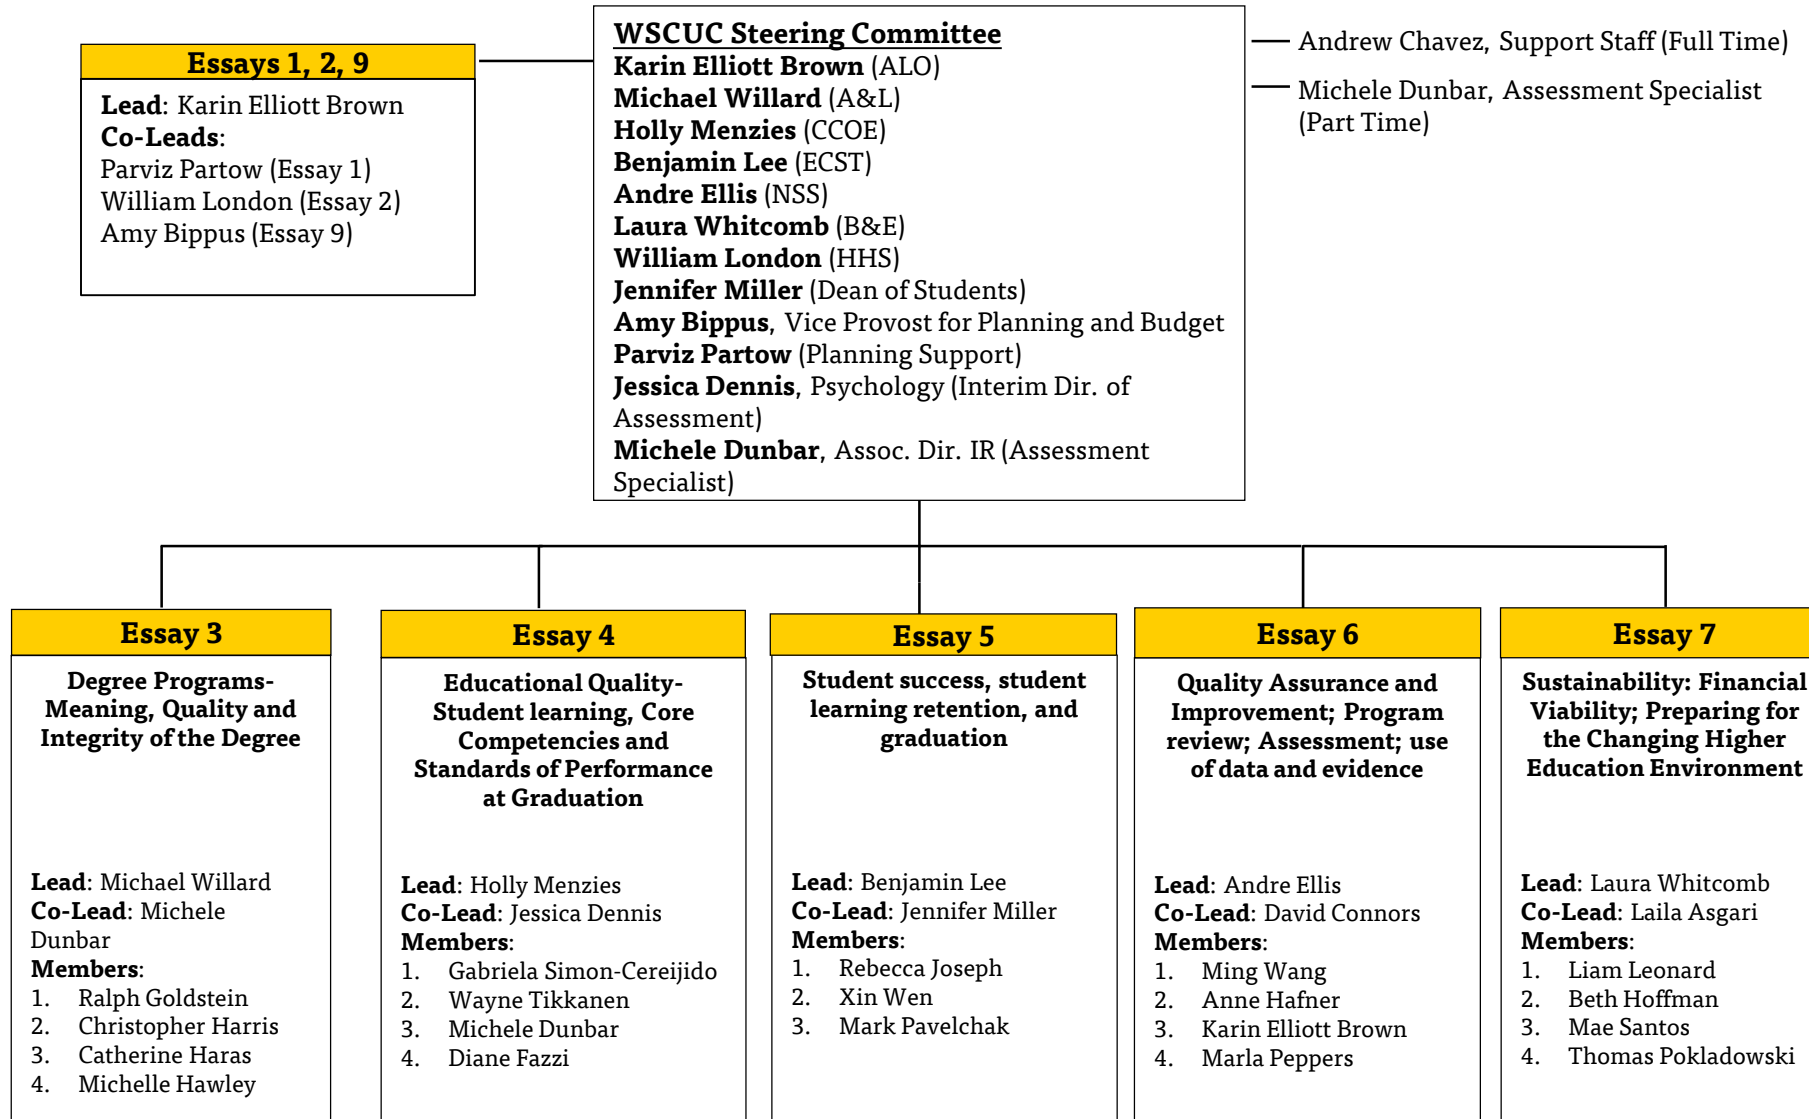 Essays 1, 2, 9
Lead: Karin Elliott Brown
Co-Leads:
Parviz Partow (Essay 1)
William London (Essay 2)
Amy Bippus (Essay 9)
WSCUC Steering Committee
Karin Elliott Brown (ALO)
Michael Willard (A&L)
Holly Menzies (CCOE)
Benjamin Lee (ECST)
Andre Ellis (NSS)
Laura Whitcomb (B&E)
William London (HHS)
Jennifer Miller (Dean of Students)
Amy Bippus, Vice Provost for Planning and Budget
Parviz Partow (Planning Support)
Jessica Dennis, Psychology (Interim Dir. of
Assessment)
Michele Dunbar, Assoc. Dir. IR (Assessment
Specialist)
Andrew Chavez, Support Staff (Full Time)
Michele Dunbar, Assessment Specialist
(Part Time)
Essay 3
Degree Programs-
Meaning, Quality and
Integrity of the Degree
Lead: Michael Willard
Co-Lead: Michele
Dunbar
Members:
1. Ralph Goldstein
2. Christopher Harris
3. Catherine Haras
4. Michelle Hawley
Essay 4
Educational Quality-
Student learning, Core
Competencies and
Standards of Performance
at Graduation
Lead: Holly Menzies
Co-Lead: Jessica Dennis
Members:
1. Gabriela Simon-Cereijido
2. Wayne Tikkanen
3. Michele Dunbar
4. Diane Fazzi
Essay 5
Student success, student
learning retention, and
graduation
Lead: Benjamin Lee
Co-Lead: Jennifer Miller
Members:
1. Rebecca Joseph
2. Xin Wen
3. Mark Pavelchak
Essay 6
Quality Assurance and
Improvement; Program
review; Assessment; use
of data and evidence
Lead: Andre Ellis
Co-Lead: David Connors
Members:
1. Ming Wang
2. Anne Hafner
3. Karin Elliott Brown
4. Marla Peppers
Essay 7
Sustainability: Financial
Viability; Preparing for
the Changing Higher
Education Environment
Lead: Laura Whitcomb
Co-Lead: Laila Asgari
Members:
1. Liam Leonard
2. Beth Hoffman
3. Mae Santos
4. Thomas Pokladowski